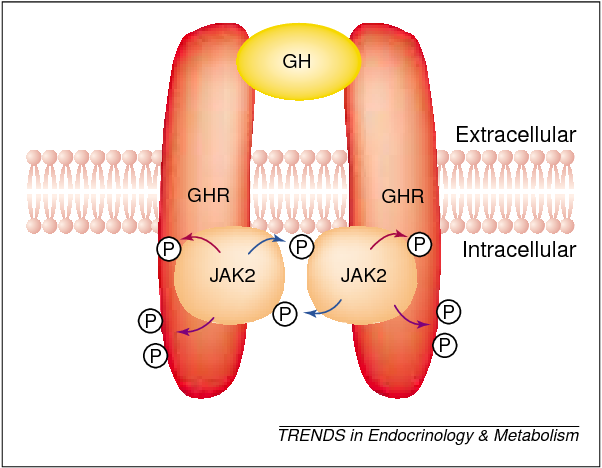 GH
Extracellular
GHR
GHR
Intracellular
P
P
P
JAK2
JAK2
P
P
P
P
P
TRENDS in Endocrinology & Metabolism